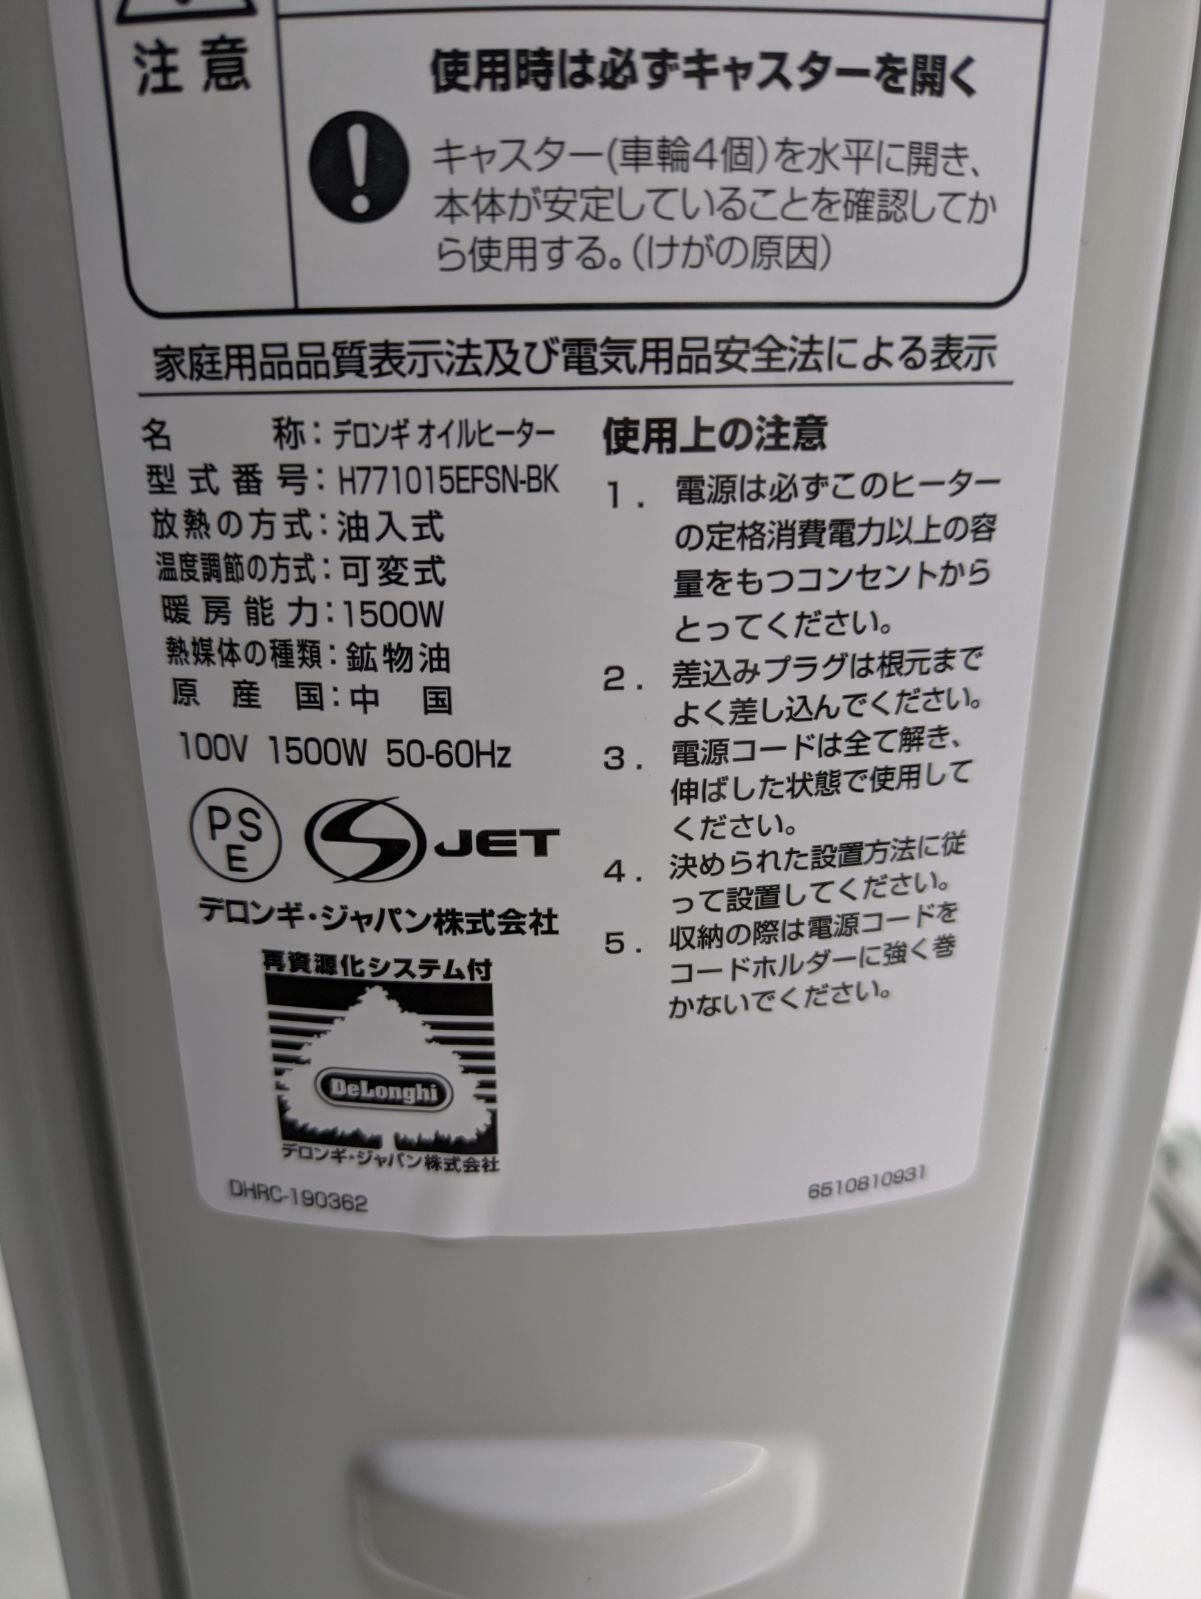 注意
使用時は必ずキャスターを開く
キャスター(車輪4個)を水平に開き、
本体が安定していることを確認してか
ら使用する。(けがの原因)
家庭用品品質表示法及び電気用品安全法による表示
名称：デロンギ オイルヒーター
型式番号：H771015EFSN-BK
放熱の方式：油入式
温度調節の方式：可変式
暖房能力：1500W
熱媒体の種類：鉱物油
原産国：中国
100V 1500W 50-60Hz
PS
E
S JET
デロンギ・ジャパン株式会社
再資源化システム付
DeLonghi
デロンギ・ジャパン株式会社
DHRC-190362
使用上の注意
1. 電源は必ずこのヒーター
の定格消費電力以上の容
量をもつコンセントから
とってください。
2. 差込みプラグは根元まで
よく差し込んでください。
3. 電源コードは全て解き、
伸ばした状態で使用して
ください。
4. 決められた設置方法に従
って設置してください。
5. 収納の際は電源コードを
コードホルダーに強く巻
かないでください。
6510810931